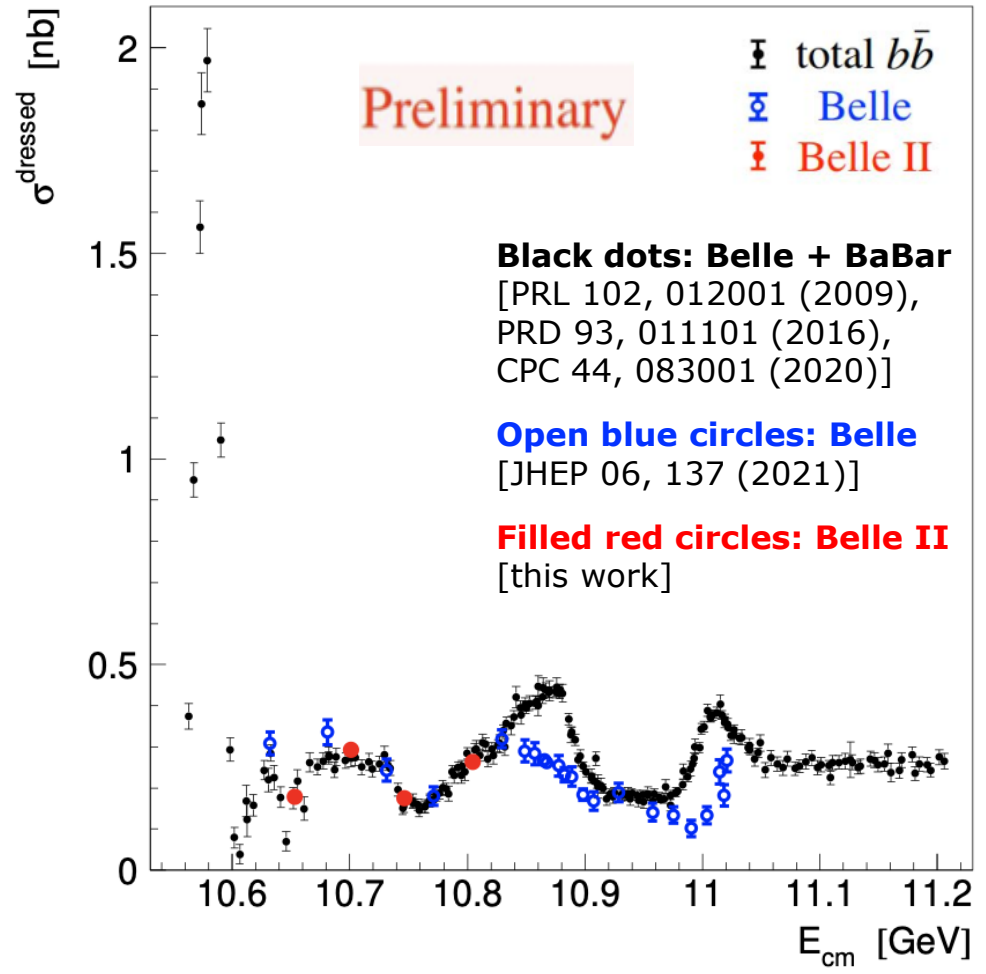 σ^dressed [nb]
2
1.5
1
0.5
0
Preliminary
total bb̄
Belle
Belle II
Black dots: Belle + BaBar
[PRL 102, 012001 (2009),
PRD 93, 011101 (2016),
CPC 44, 083001 (2020)]
Open blue circles: Belle
[JHEP 06, 137 (2021)]
Filled red circles: Belle II
[this work]
10.6 10.7 10.8 10.9 11 11.1 11.2
E_cm [GeV]